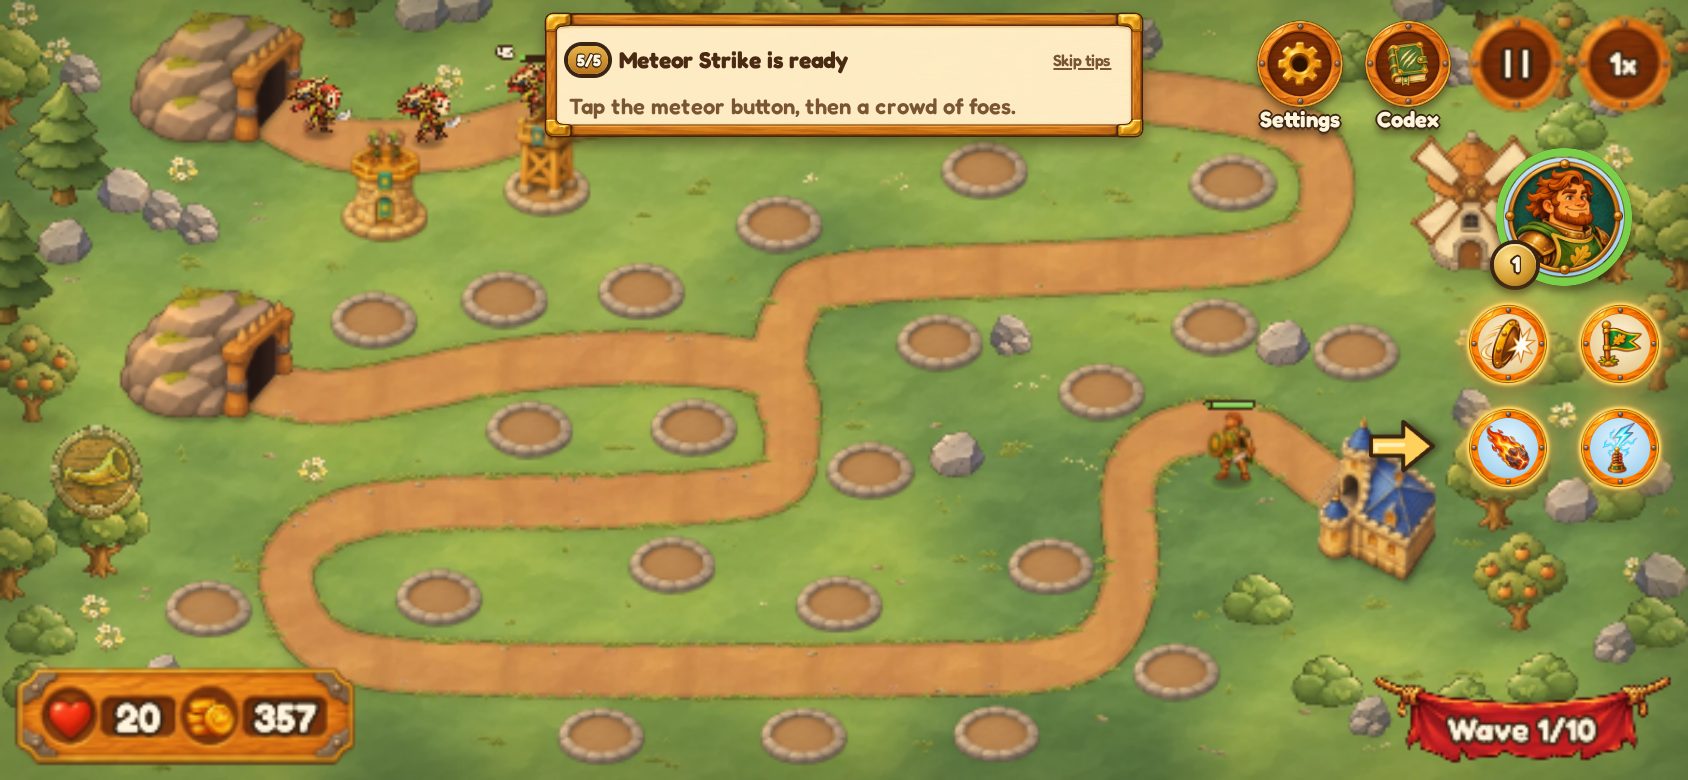 5/5 Meteor Strike is ready
Skip tips
Tap the meteor button, then a crowd of foes.
Settings
Codex
1x
1
20
357
Wave 1/10